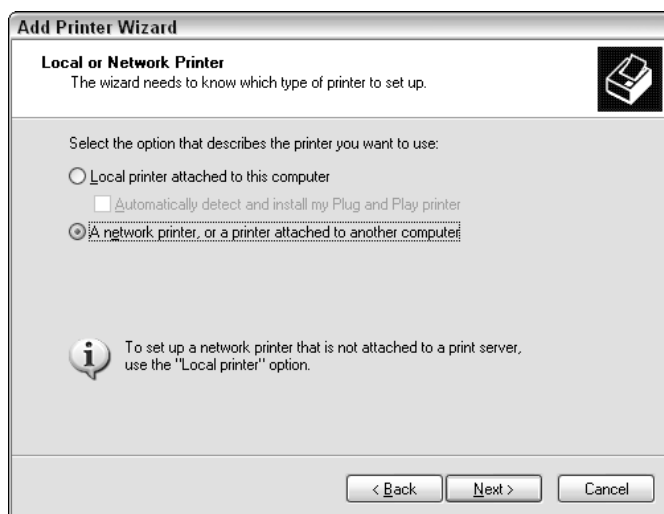 Add Printer Wizard
Local or Network Printer
The wizard needs to know which type of printer to set up.
Select the option that describes the printer you want to use:
Local printer attached to this computer
Automatically detect and install my Plug and Play printer
A network printer, or a printer attached to another computer
To set up a network printer that is not attached to a print server,
use the "Local printer" option.
< Back
Next >
Cancel